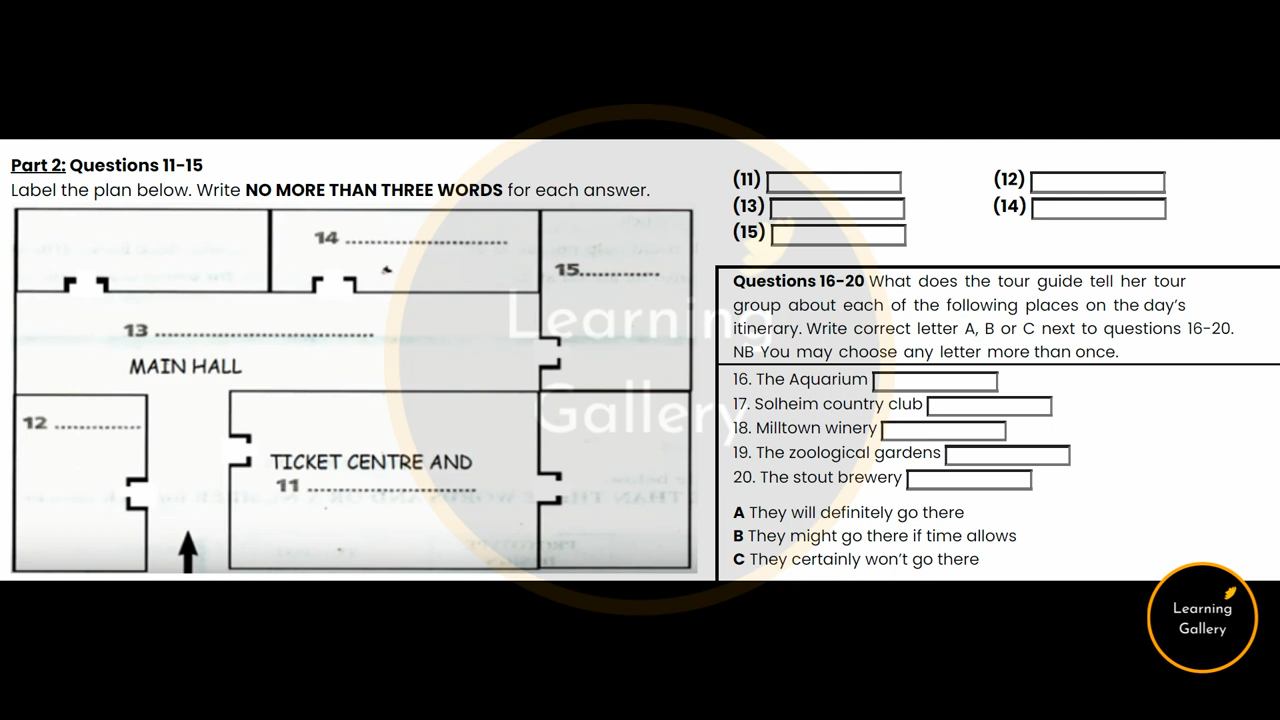 Part 2: Questions 11-15
Label the plan below. Write NO MORE THAN THREE WORDS for each answer.
14 ........................
15............
13 ................................
MAIN HALL
12 .............
TICKET CENTRE AND
11 .........................
(11)
(12)
(13)
(14)
(15)
Questions 16-20 What does the tour guide tell her tour
group about each of the following places on the day's
itinerary. Write correct letter A, B or C next to questions 16-20.
NB You may choose any letter more than once.
16. The Aquarium
17. Solheim country club
18. Milltown winery
19. The zoological gardens
20. The stout brewery
A They will definitely go there
B They might go there if time allows
C They certainly won't go there
Learning
Gallery
Learning
Gallery